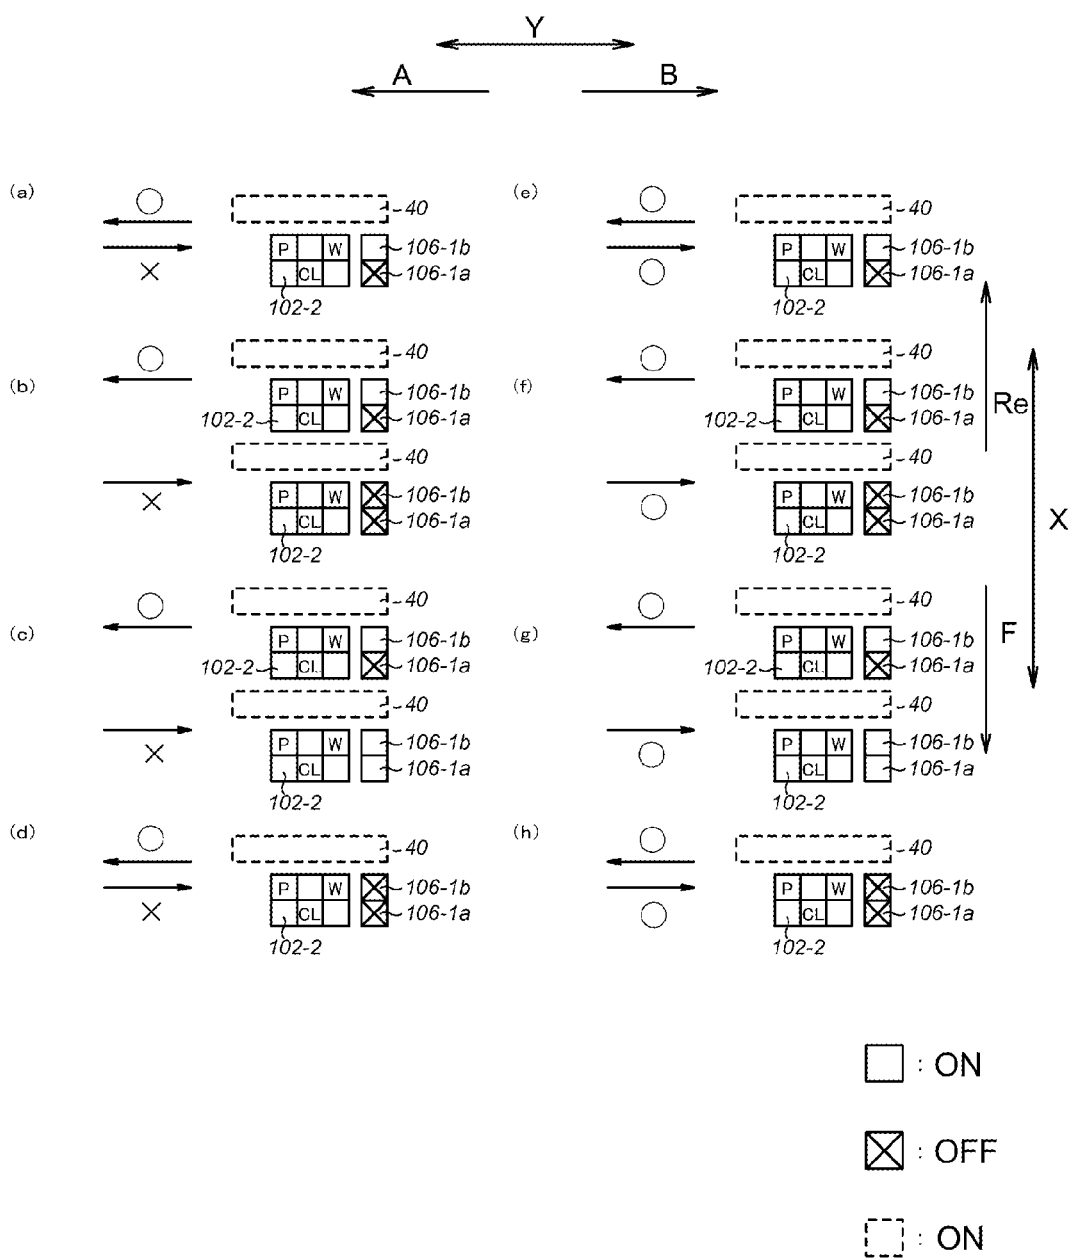 Y
A B
(a) 40
P W 106-1b
CL 106-1a
102-2
(e) 40
P W 106-1b
CL 106-1a
102-2
(b) 40
P W 106-1b
102-2 CL 106-1a
40
P W 106-1b
CL 106-1a
102-2
(f) 40
P W 106-1b
102-2 CL 106-1a
40
P W 106-1b
CL 106-1a
102-2
Re
X
(c) 40
P W 106-1b
102-2 CL 106-1a
40
P W 106-1b
CL 106-1a
102-2
(g) 40
P W 106-1b
102-2 CL 106-1a
40
P W 106-1b
CL 106-1a
102-2
F
(d) 40
P W 106-1b
CL 106-1a
102-2
(h) 40
P W 106-1b
CL 106-1a
102-2
: ON
: OFF
: ON